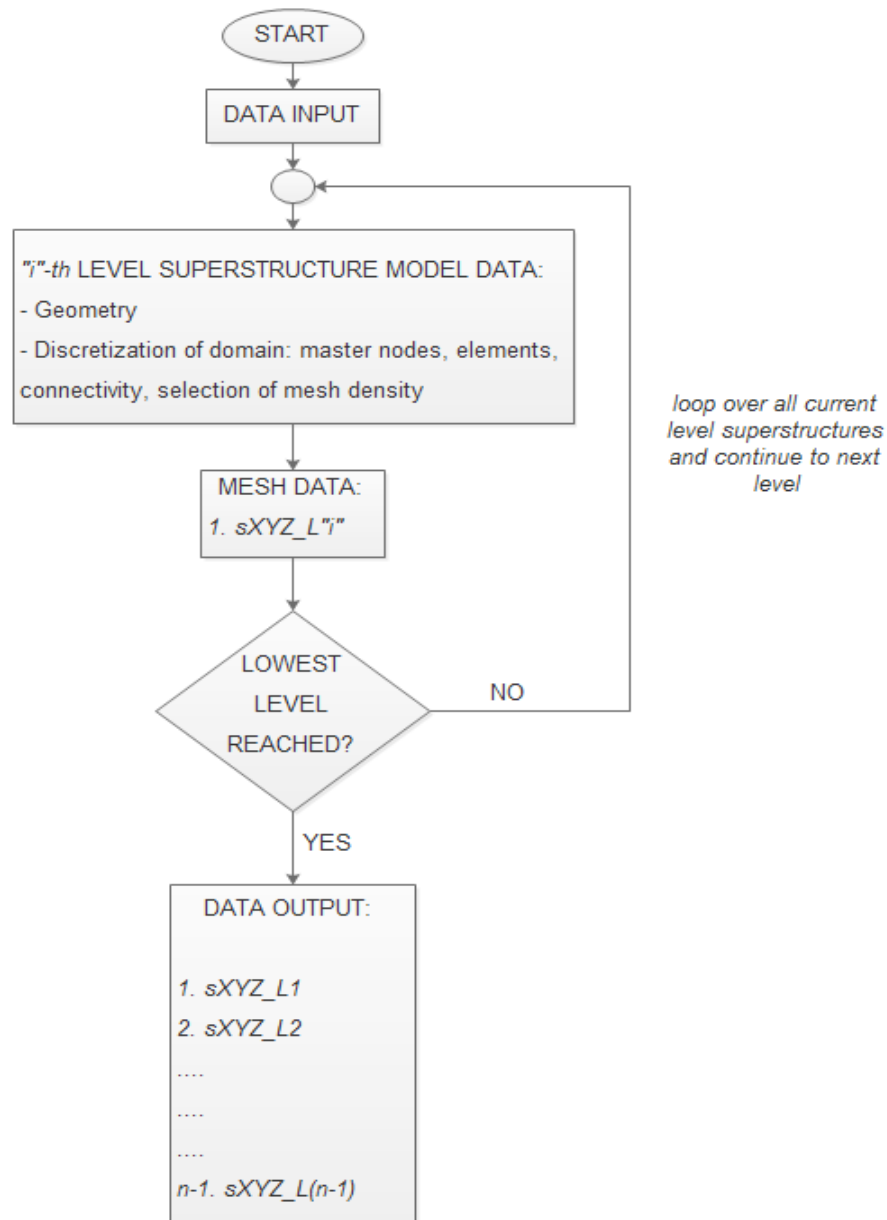 START
DATA INPUT
"i"-th LEVEL SUPERSTRUCTURE MODEL DATA:
- Geometry
- Discretization of domain: master nodes, elements,
connectivity, selection of mesh density
loop over all current
level superstructures
and continue to next
level
MESH DATA:
1. sXYZ_L"i"
LOWEST
LEVEL
REACHED?
NO
YES
DATA OUTPUT:
1. sXYZ_L1
2. sXYZ_L2
....
....
....
n-1. sXYZ_L(n-1)